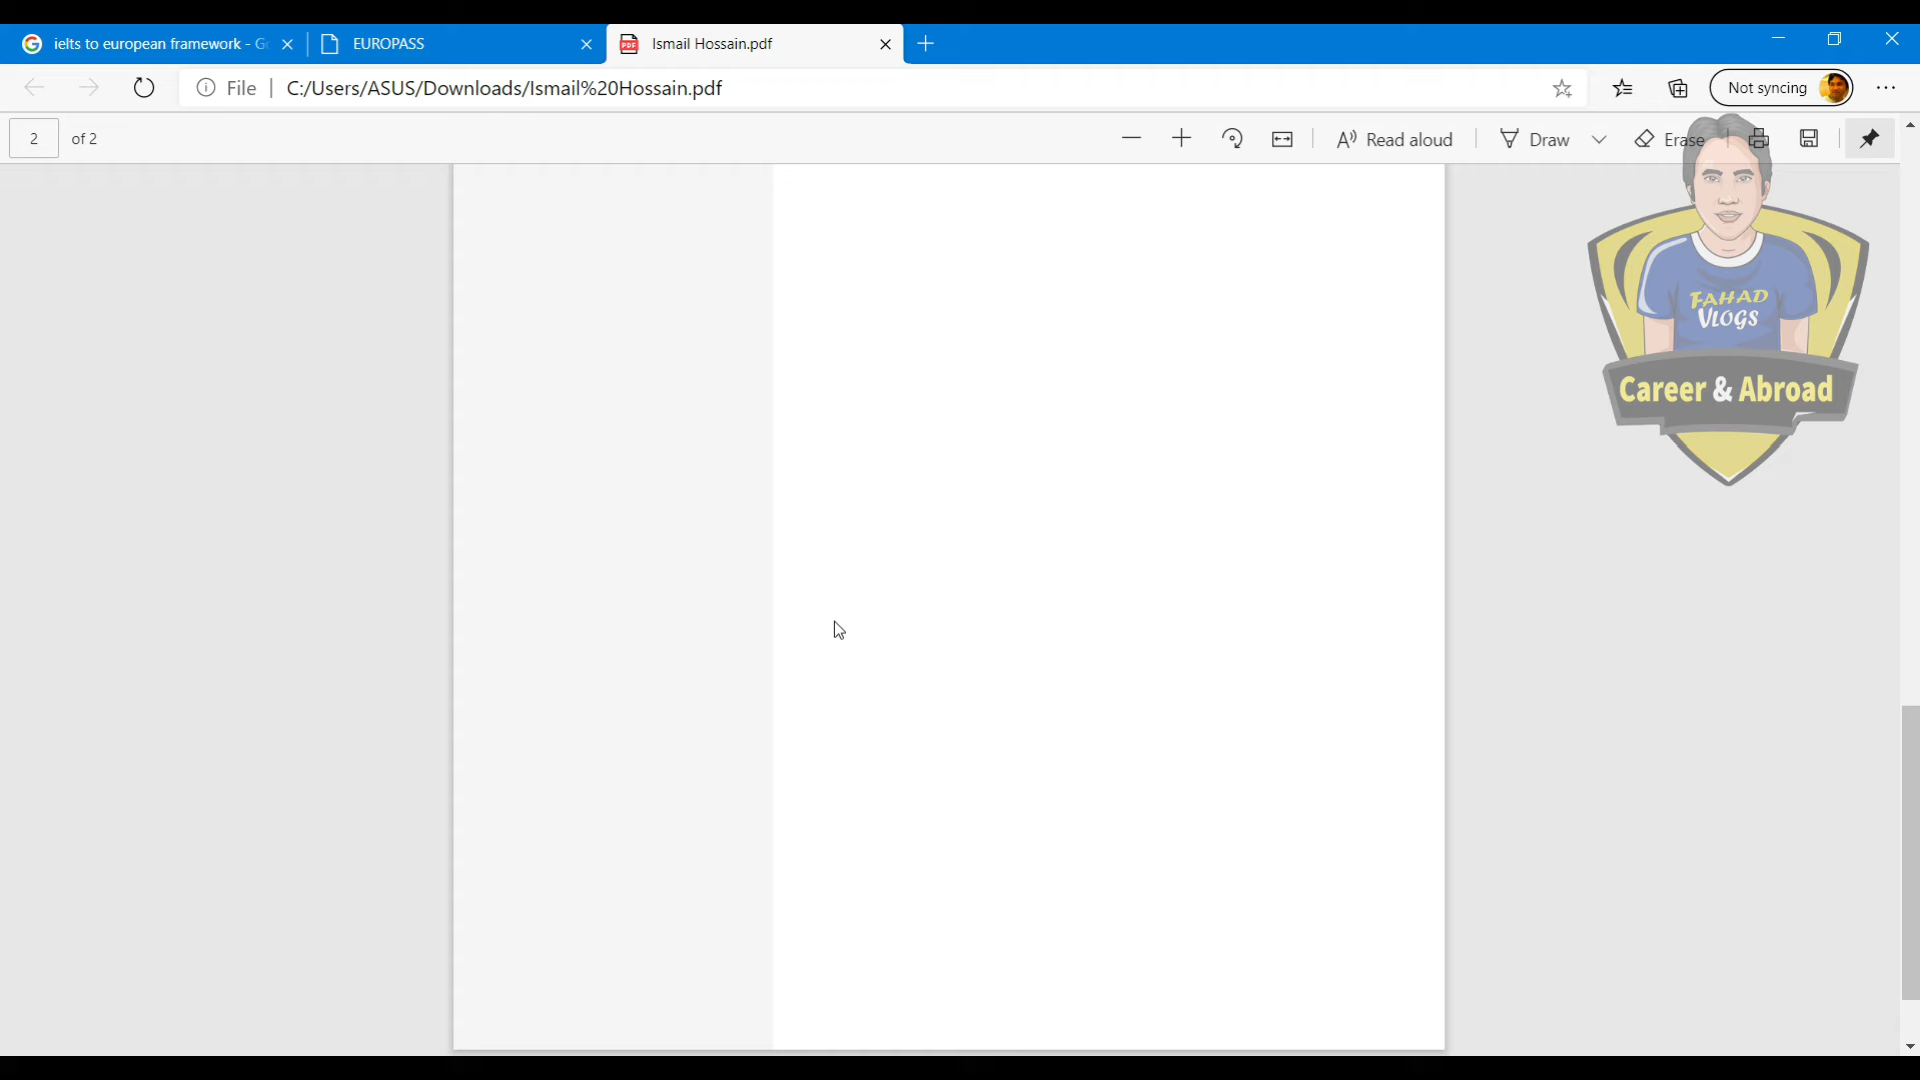 ielts to european framework - G
EUROPASS
Ismail Hossain.pdf
File
C:/Users/ASUS/Downloads/Ismail%20Hossain.pdf
Not syncing
2
of 2
Read aloud
Draw
Erase
FAHAD
VLOGS
Career & Abroad